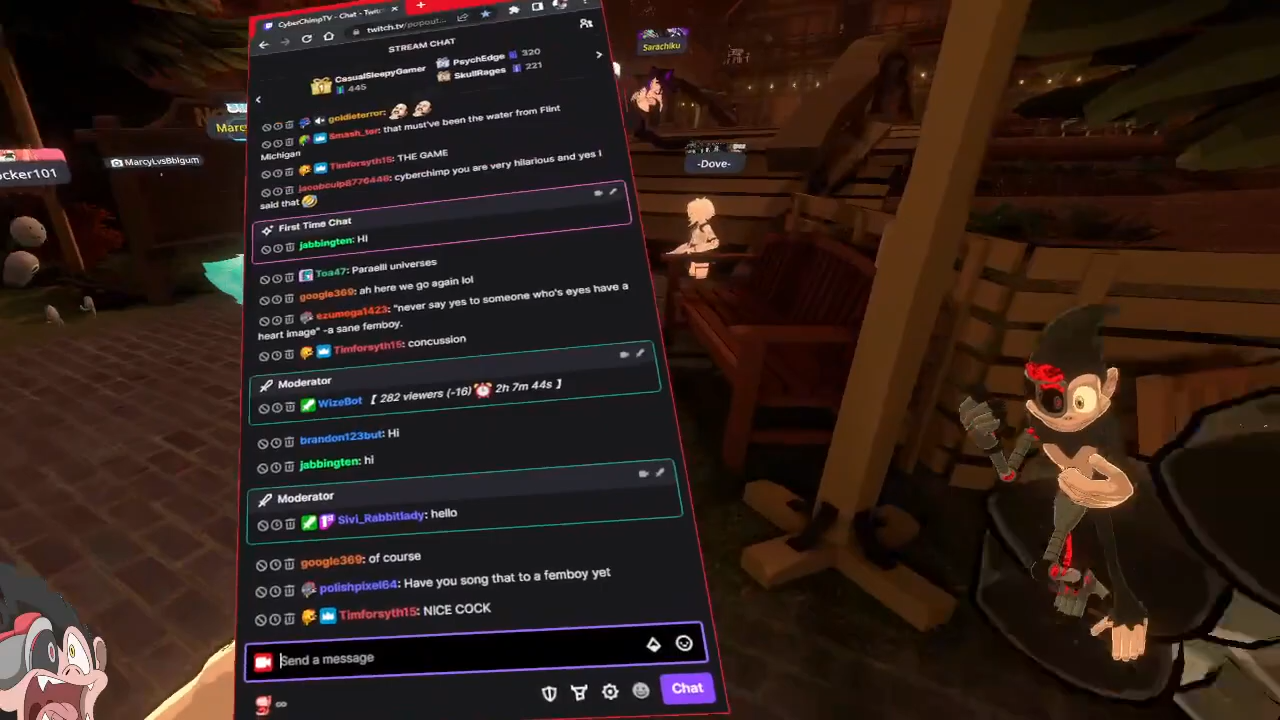 CyberChimpTV - Chat - Twit
twitch.tv/popout...
STREAM CHAT
CasualSleepyGamer
445
PsychEdge 320
SkullRages 221
goldieterror:
Smash_tor: that must've been the water from Flint
Michigan
Timforsyth15: THE GAME
jacobculp8776446: cyberchimp you are very hilarious and yes I
said that
First Time Chat
jabbingten: Hi
Toa47: Paraelli universes
google369: ah here we go again lol
ezumega1423: "never say yes to someone who's eyes have a
heart image" -a sane femboy.
Timforsyth15: concussion
Moderator
WizeBot 【 282 viewers (-16) 2h 7m 44s 】
brandon123but: Hi
jabbingten: hi
Moderator
Sivi_Rabbitlady: hello
google369: of course
polishpixel64: Have you song that to a femboy yet
Timforsyth15: NICE COCK
Send a message
∞
Chat
ocker101
MarcyLvsBblgum
Marc
Sarachiku
-Dove-